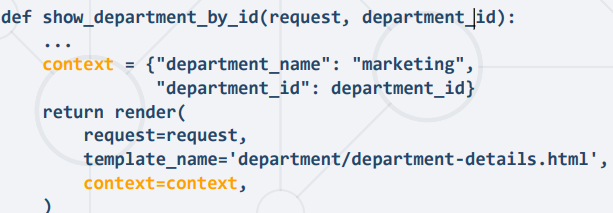 def show_department_by_id(request, department_id):
...
context = {"department_name": "marketing",
"department_id": department_id}
return render(
request=request,
template_name='department/department-details.html',
context=context,
)